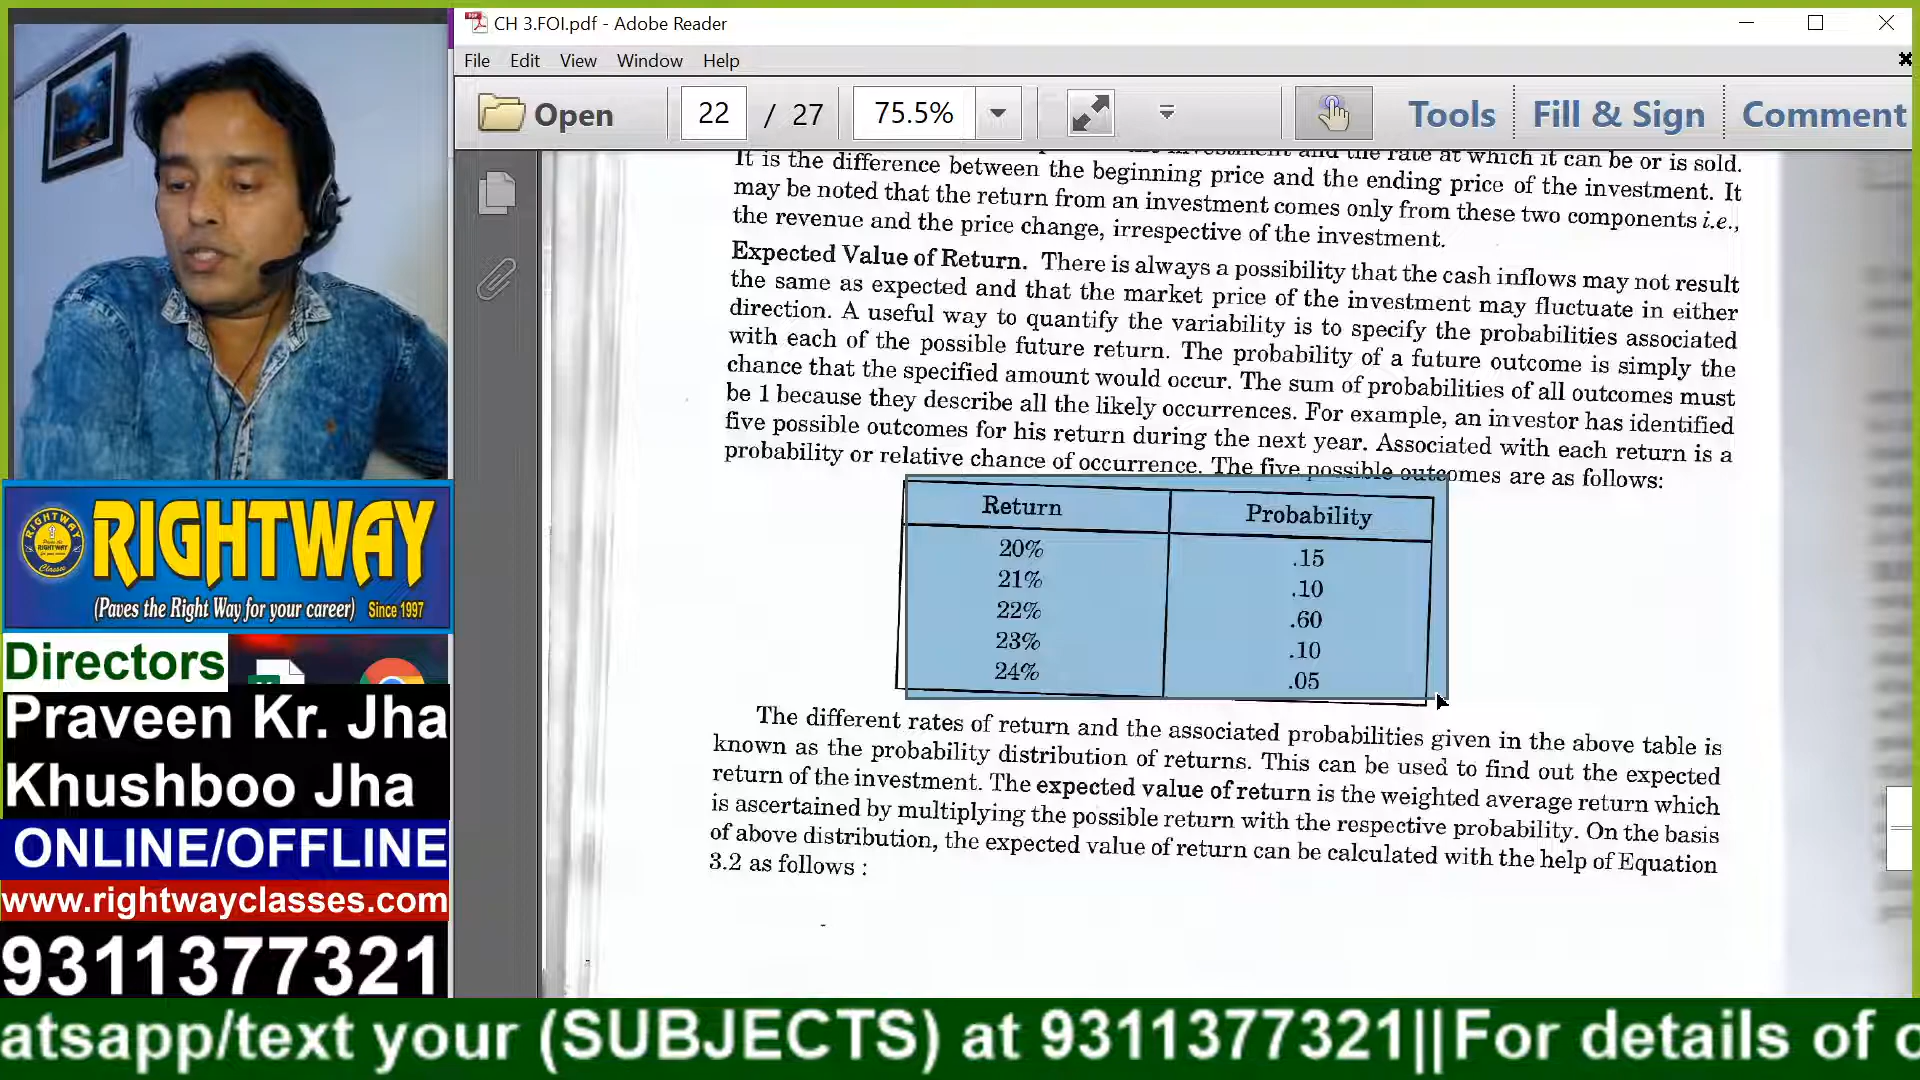 CH 3.FOI.pdf - Adobe Reader
File Edit View Window Help
Open 22 / 27 75.5% Tools Fill & Sign Comment
and the rate at which it can be or is sold.
It is the difference between the beginning price and the ending price of the investment. It
may be noted that the return from an investment comes only from these two components i.e.,
the revenue and the price change, irrespective of the investment.
Expected Value of Return. There is always a possibility that the cash inflows may not result
the same as expected and that the market price of the investment may fluctuate in either
direction. A useful way to quantify the variability is to specify the probabilities associated
with each of the possible future return. The probability of a future outcome is simply the
chance that the specified amount would occur. The sum of probabilities of all outcomes must
be 1 because they describe all the likely occurrences. For example, an investor has identified
five possible outcomes for his return during the next year. Associated with each return is a
probability or relative chance of occurrence. The five possible outcomes are as follows:
Return Probability
20% .15
21% .10
22% .60
23% .10
24% .05
The different rates of return and the associated probabilities given in the above table is
known as the probability distribution of returns. This can be used to find out the expected
return of the investment. The expected value of return is the weighted average return which
is ascertained by multiplying the possible return with the respective probability. On the basis
of above distribution, the expected value of return can be calculated with the help of Equation
3.2 as follows :
RIGHTWAY
RIGHTWAY
Classes
(Paves the Right Way for your career) Since 1997
Directors
Praveen Kr. Jha
Khushboo Jha
ONLINE/OFFLINE
www.rightwayclasses.com
9311377321
atsapp/text your (SUBJECTS) at 9311377321||For details of o